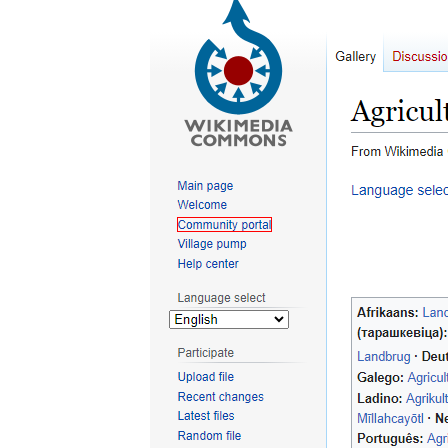 WIKIMEDIA
COMMONS
Main page
Welcome
Community portal
Village pump
Help center
Language select
English
Participate
Upload file
Recent changes
Latest files
Random file
Gallery
Discussio
Agricul
From Wikimedia
Language selec
Afrikaans: Lan
(тарашкевіца):
Landbrug · Deu
Galego: Agricul
Ladino: Agrikul
Mīllahcayōtl · Ne
Português: Agr